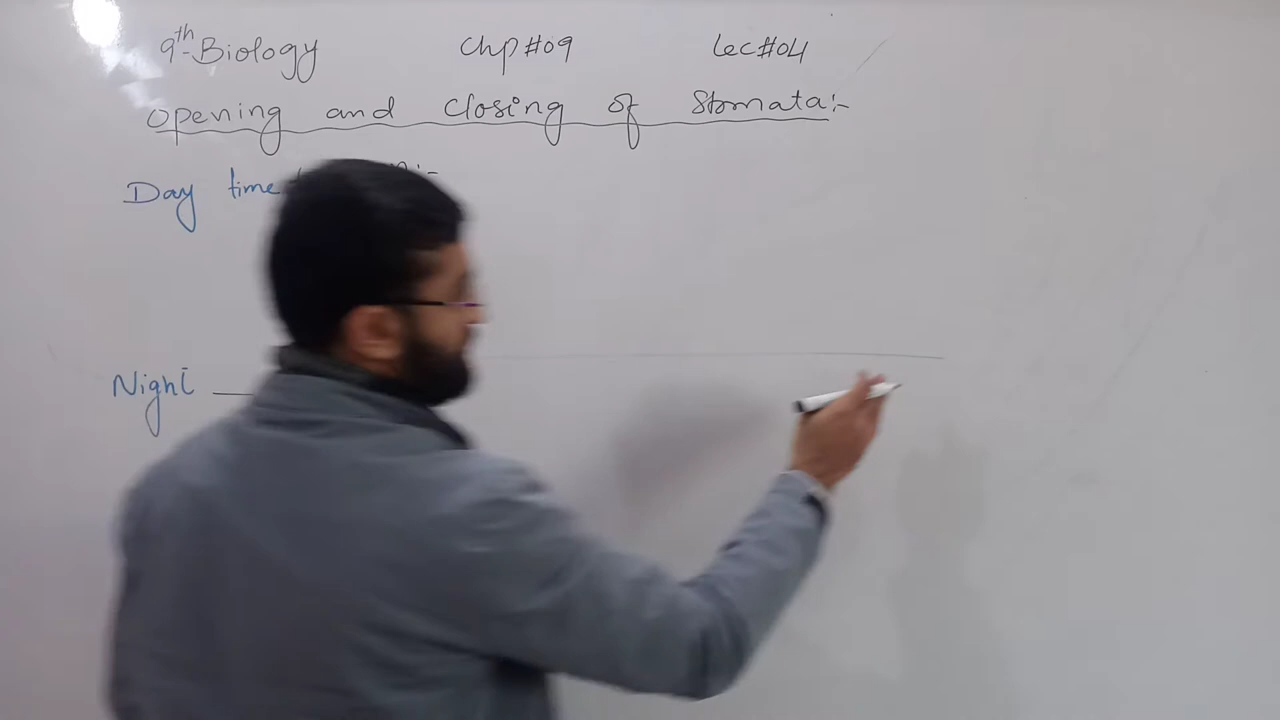 9th Biology Chp#09 Lec#04
Opening and Closing of Stomata:-
Day time
Night